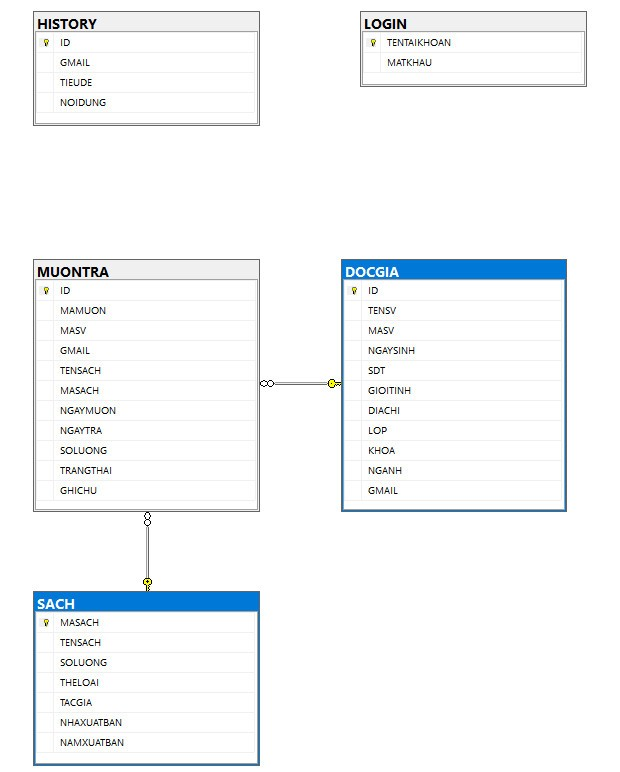 HISTORY
ID
GMAIL
TIEUDE
NOIDUNG
LOGIN
TENTAIKHOAN
MATKHAU
MUONTRA
ID
MAMUON
MASV
GMAIL
TENSACH
MASACH
NGAYMUON
NGAYTRA
SOLUONG
TRANGTHAI
GHICHU
DOCGIA
ID
TENSV
MASV
NGAYSINH
SDT
GIOITINH
DIACHI
LOP
KHOA
NGANH
GMAIL
SACH
MASACH
TENSACH
SOLUONG
THELOAI
TACGIA
NHAXUATBAN
NAMXUATBAN